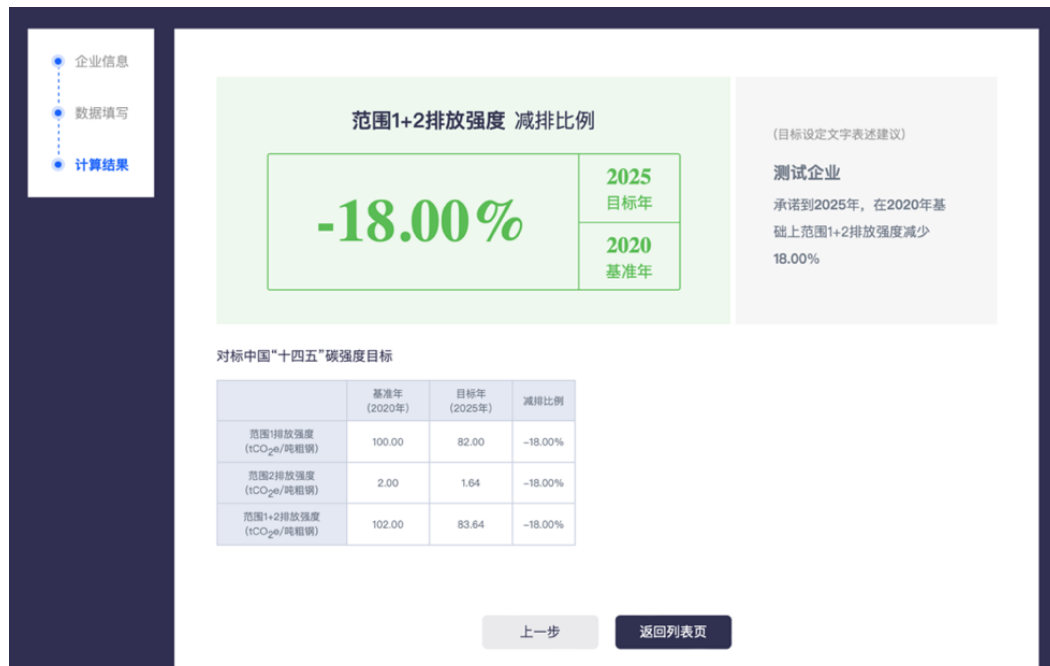 企业信息
数据填写
计算结果
范围1+2排放强度 减排比例
-18.00%
2025
目标年
2020
基准年
(目标设定文字表述建议)
测试企业
承诺到2025年，在2020年基
础上范围1+2排放强度减少
18.00%
对标中国“十四五”碳强度目标
基准年
(2020年)
目标年
(2025年)
减排比例
范围1排放强度
(tCO2e/吨粗钢)
100.00
82.00
-18.00%
范围2排放强度
(tCO2e/吨粗钢)
2.00
1.64
-18.00%
范围1+2排放强度
(tCO2e/吨粗钢)
102.00
83.64
-18.00%
上一步
返回列表页